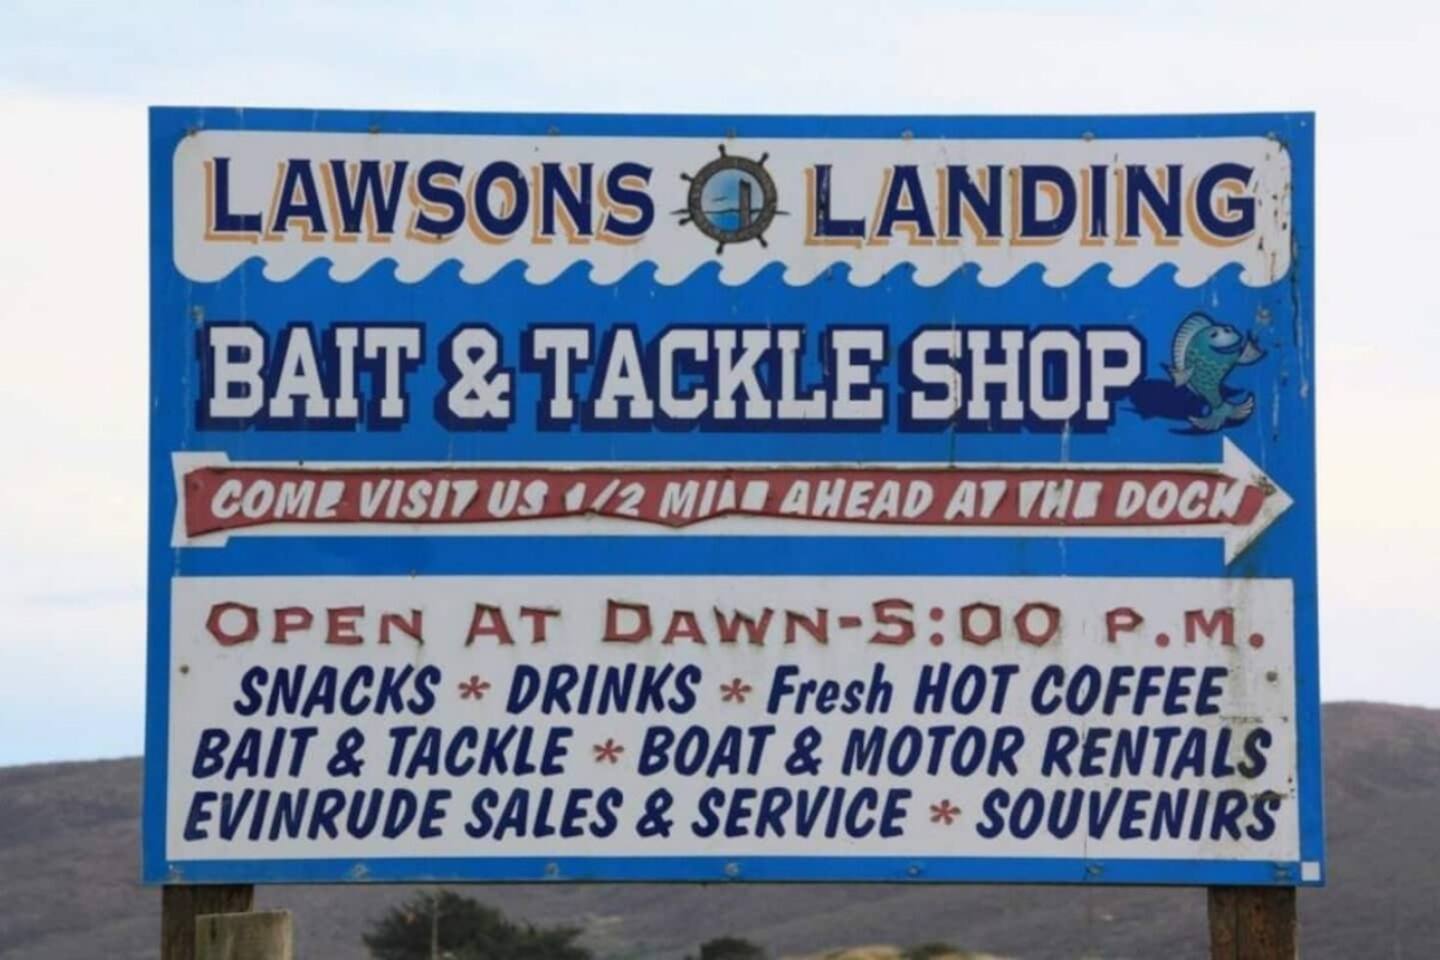 LAWSONS LANDING
BAIT & TACKLE SHOP
COME VISIT US 1/2 MILE AHEAD AT THE DOCK
OPEN AT DAWN-5:00 P.M.
SNACKS * DRINKS * Fresh HOT COFFEE
BAIT & TACKLE * BOAT & MOTOR RENTALS
EVINRUDE SALES & SERVICE * SOUVENIRS